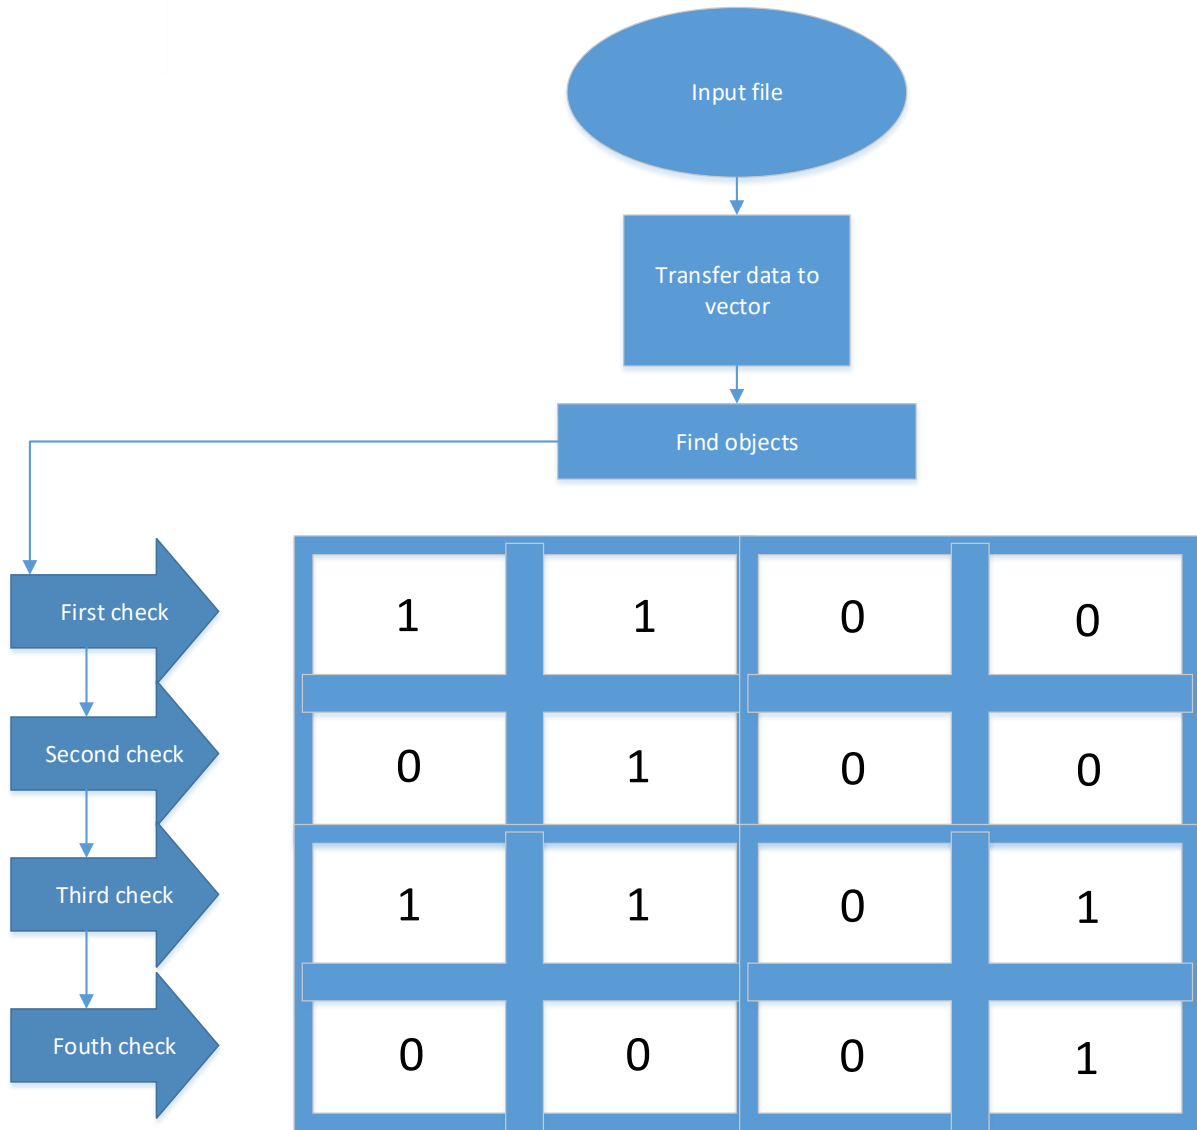 Input file
Transfer data to
vector
Find objects
First check
1 1 0 0
Second check
0 1 0 0
Third check
1 1 0 1
Fouth check
0 0 0 1